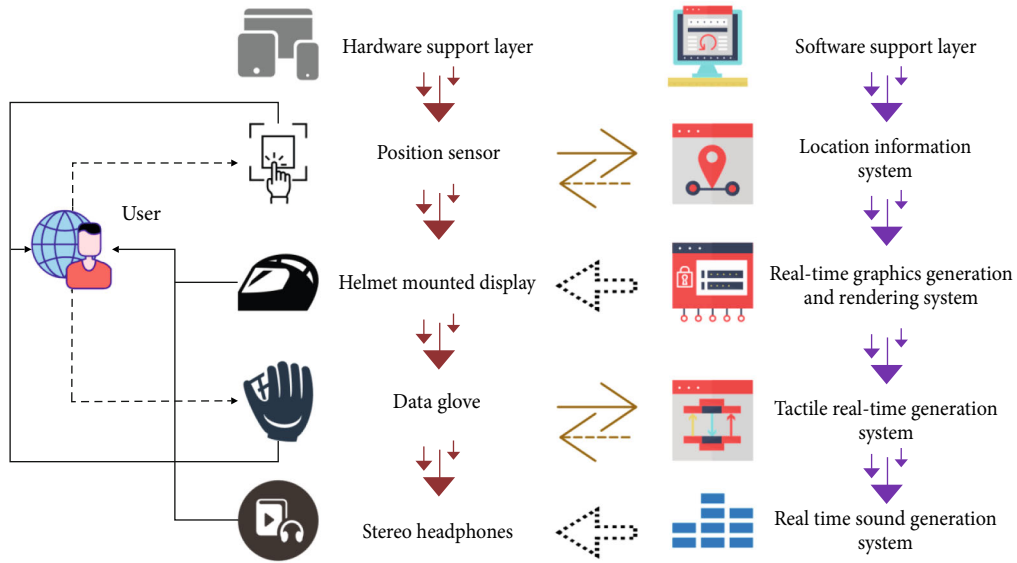 Hardware support layer
Software support layer
Position sensor
Location information
system
User
Helmet mounted display
Real-time graphics generation
and rendering system
Data glove
Tactile real-time generation
system
Stereo headphones
Real time sound generation
system